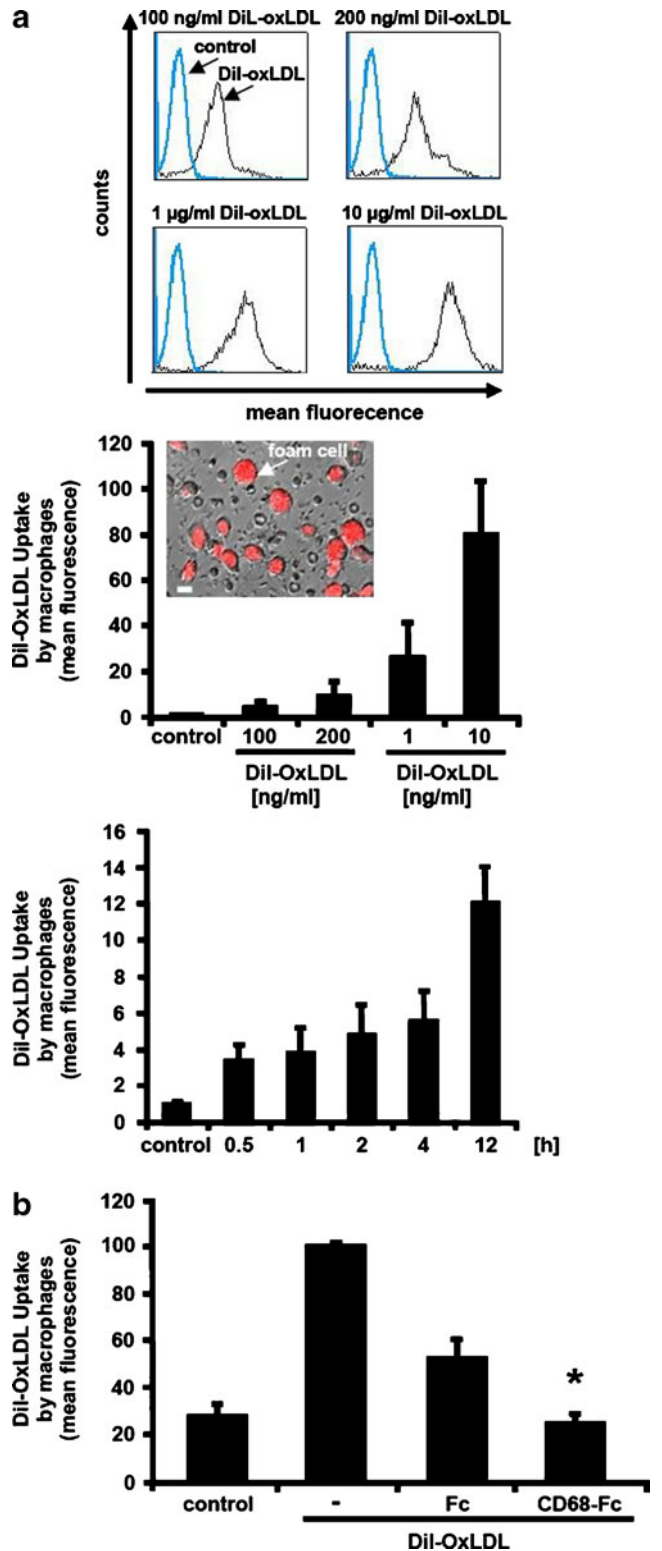 a
100 ng/ml DiL-oxLDL
200 ng/ml DiI-oxLDL
control
DiI-oxLDL
counts
1 µg/ml DiI-oxLDL
10 µg/ml DiI-oxLDL
mean fluorecence
DiI-OxLDL Uptake
by macrophages
(mean fluorescence)
120
100
80
60
40
20
0
foam cell
control
100
200
1
10
DiI-OxLDL
[ng/ml]
DiI-OxLDL
[ng/ml]
DiI-OxLDL Uptake
by macrophages
(mean fluorescence)
16
14
12
10
8
6
4
2
0
control
0.5
1
2
4
12
[h]
b
DiI-OxLDL Uptake
by macrophages
(mean fluorescence)
120
100
80
60
40
20
0
*
control
-
Fc
CD68-Fc
DiI-OxLDL